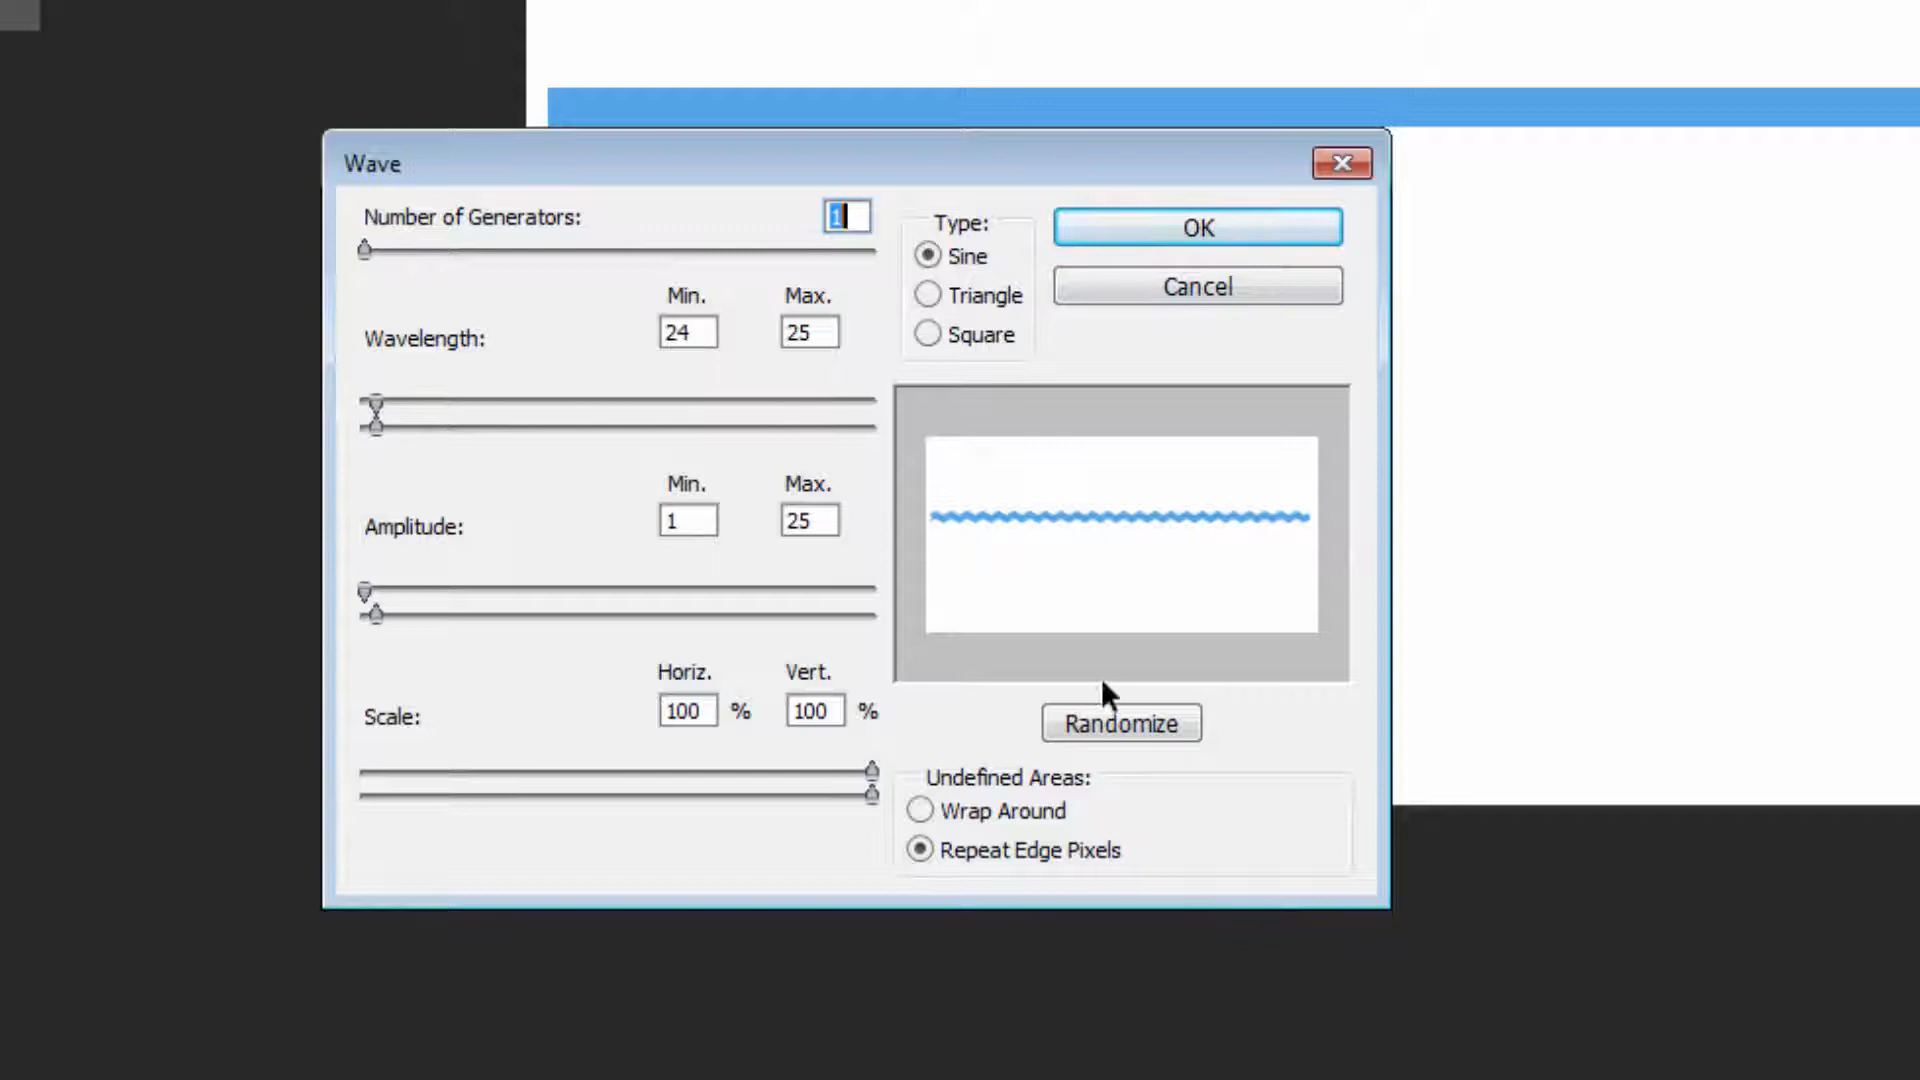 Wave
Number of Generators: 1
Min. Max.
Wavelength: 24 25
Min. Max.
Amplitude: 1 25
Horiz. Vert.
Scale: 100 % 100 %
Type:
Sine
Triangle
Square
OK
Cancel
Randomize
Undefined Areas:
Wrap Around
Repeat Edge Pixels